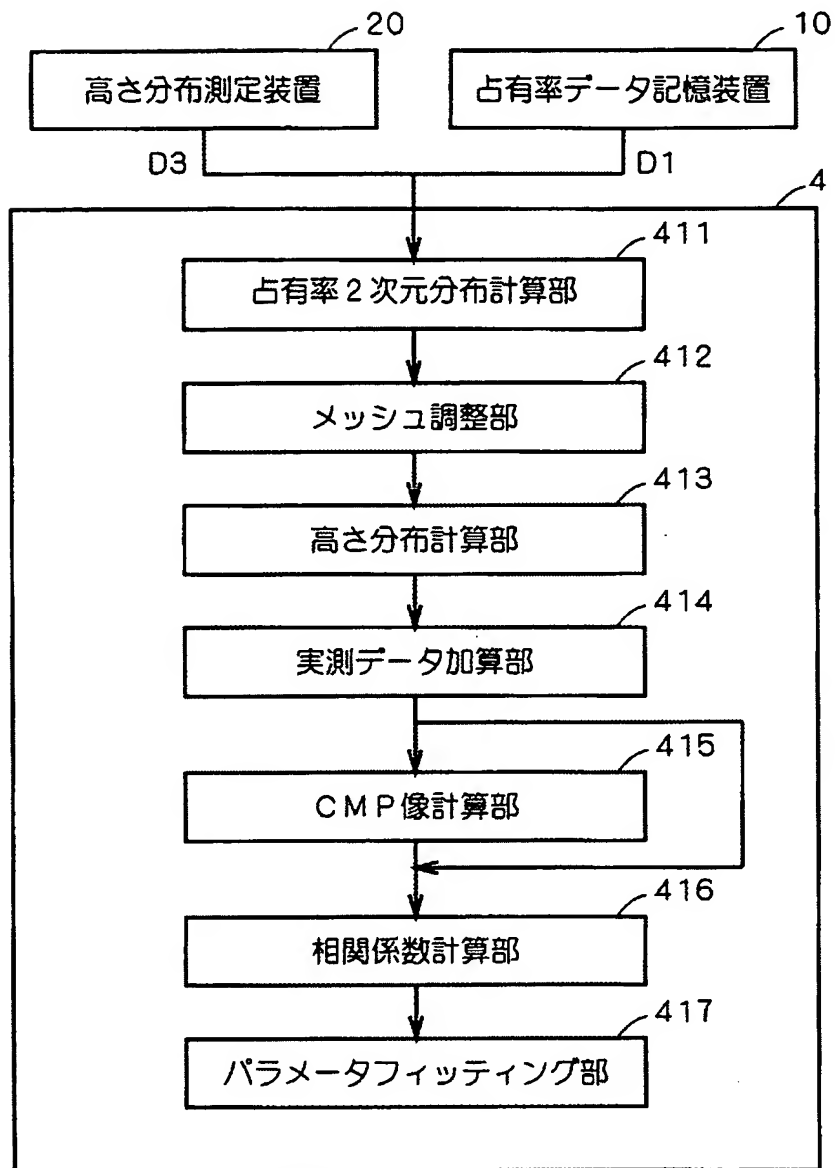 20
10
高さ分布測定装置
占有率データ記憶装置
D3
D1
4
411
占有率2次元分布計算部
412
メッシュ調整部
413
高さ分布計算部
414
実測データ加算部
415
CMP像計算部
416
相関係数計算部
417
パラメータフィッティング部